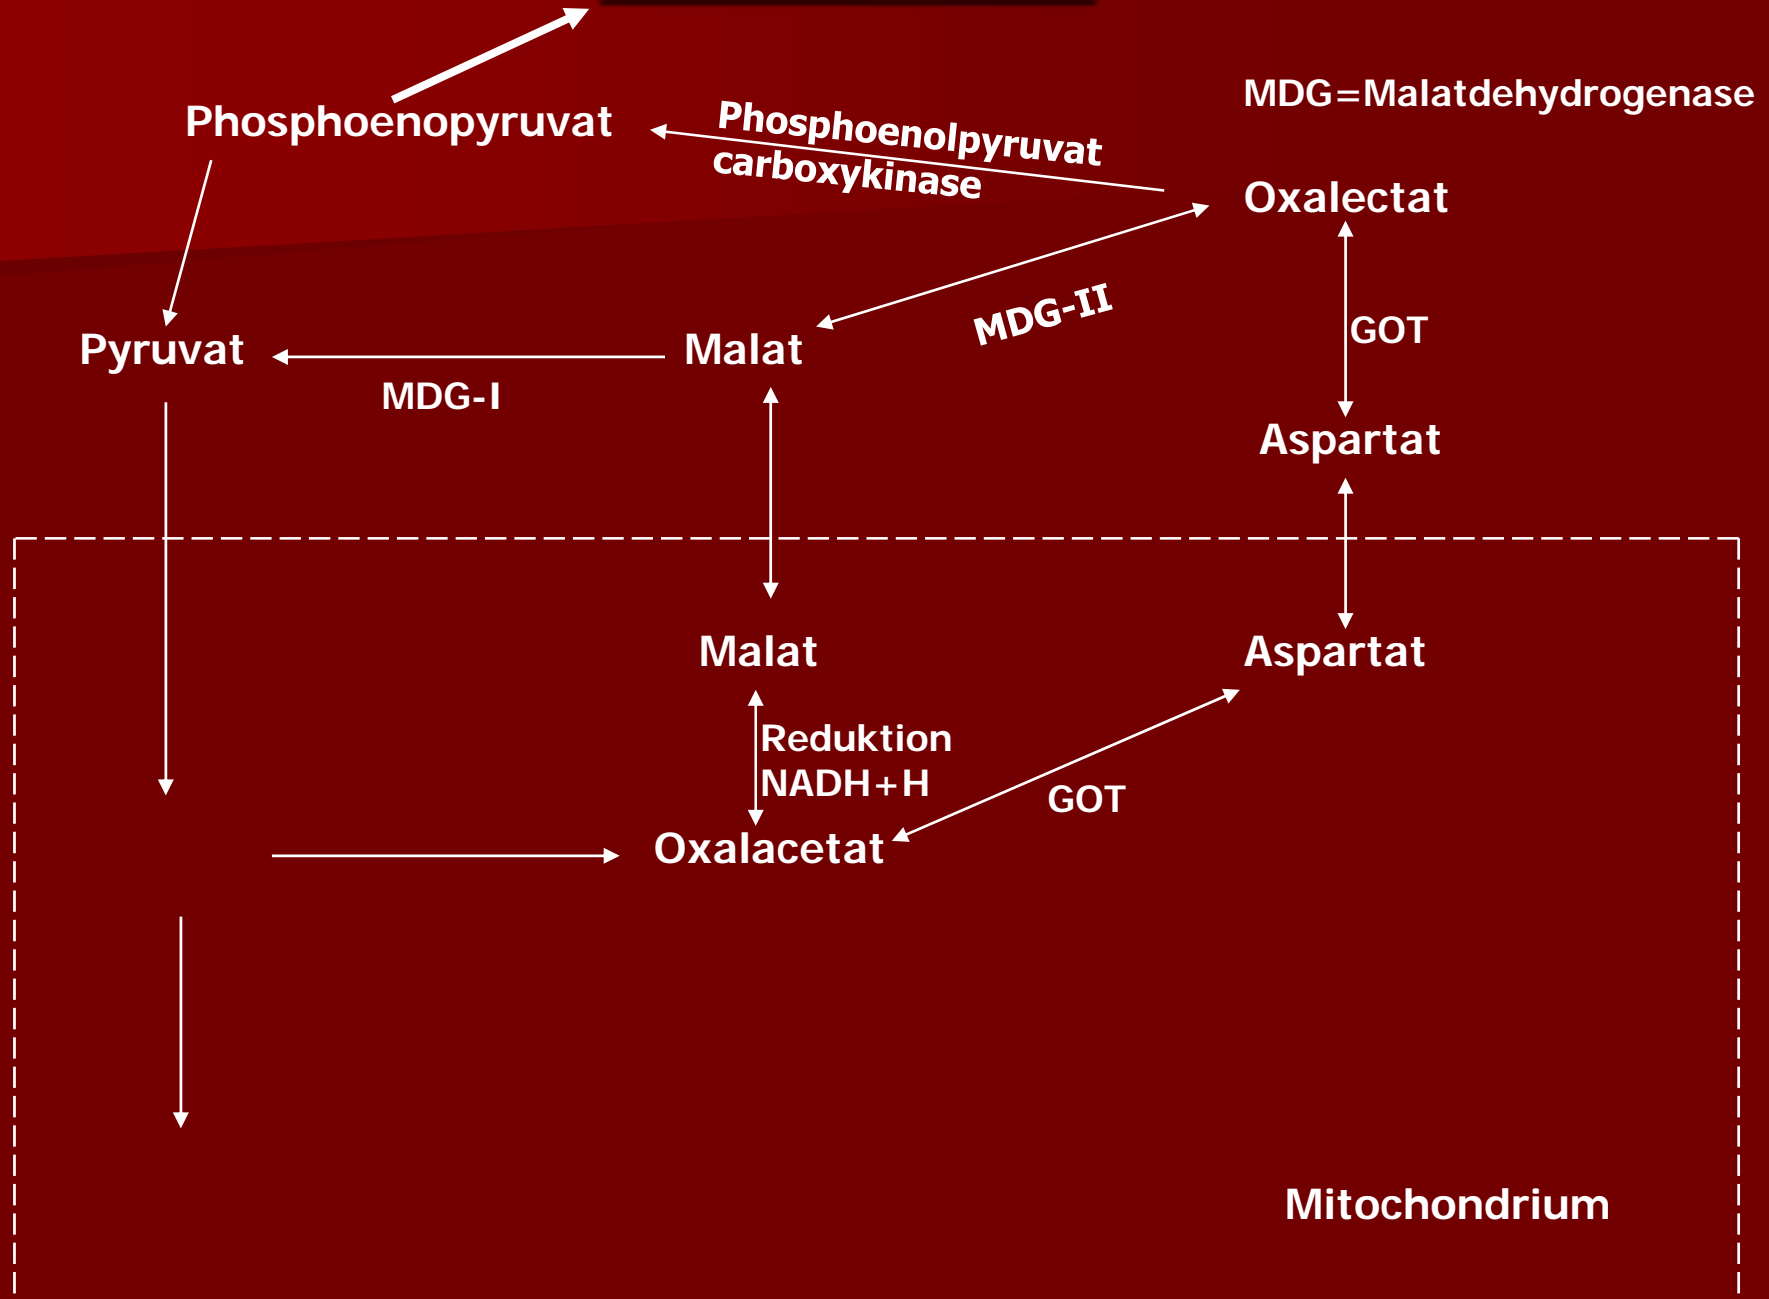 MDG=Malatdehydrogenase
Phosphoenopyruvat
Phosphoenolpyruvat
carboxykinase
Oxalectat
MDG-II
GOT
Pyruvat
Malat
MDG-I
Aspartat
Malat
Aspartat
Reduktion
NADH+H
GOT
Oxalacetat
Mitochondrium